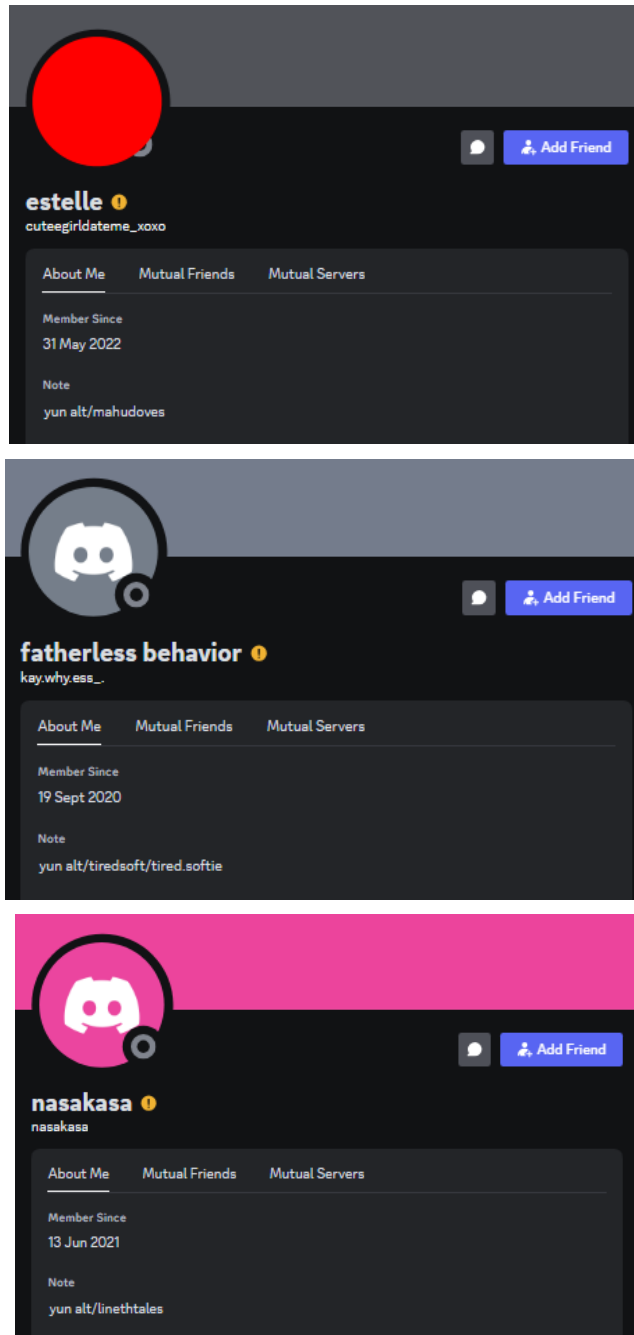 Add Friend
estelle
cuteegirldateme_xoxo
About Me Mutual Friends Mutual Servers
Member Since
31 May 2022
Note
yun alt/mahudoves
Add Friend
fatherless behavior
kay.why.ess_.
About Me Mutual Friends Mutual Servers
Member Since
19 Sept 2020
Note
yun alt/tiredsoft/tired.softie
Add Friend
nasakasa
nasakasa
About Me Mutual Friends Mutual Servers
Member Since
13 Jun 2021
Note
yun alt/linethtales